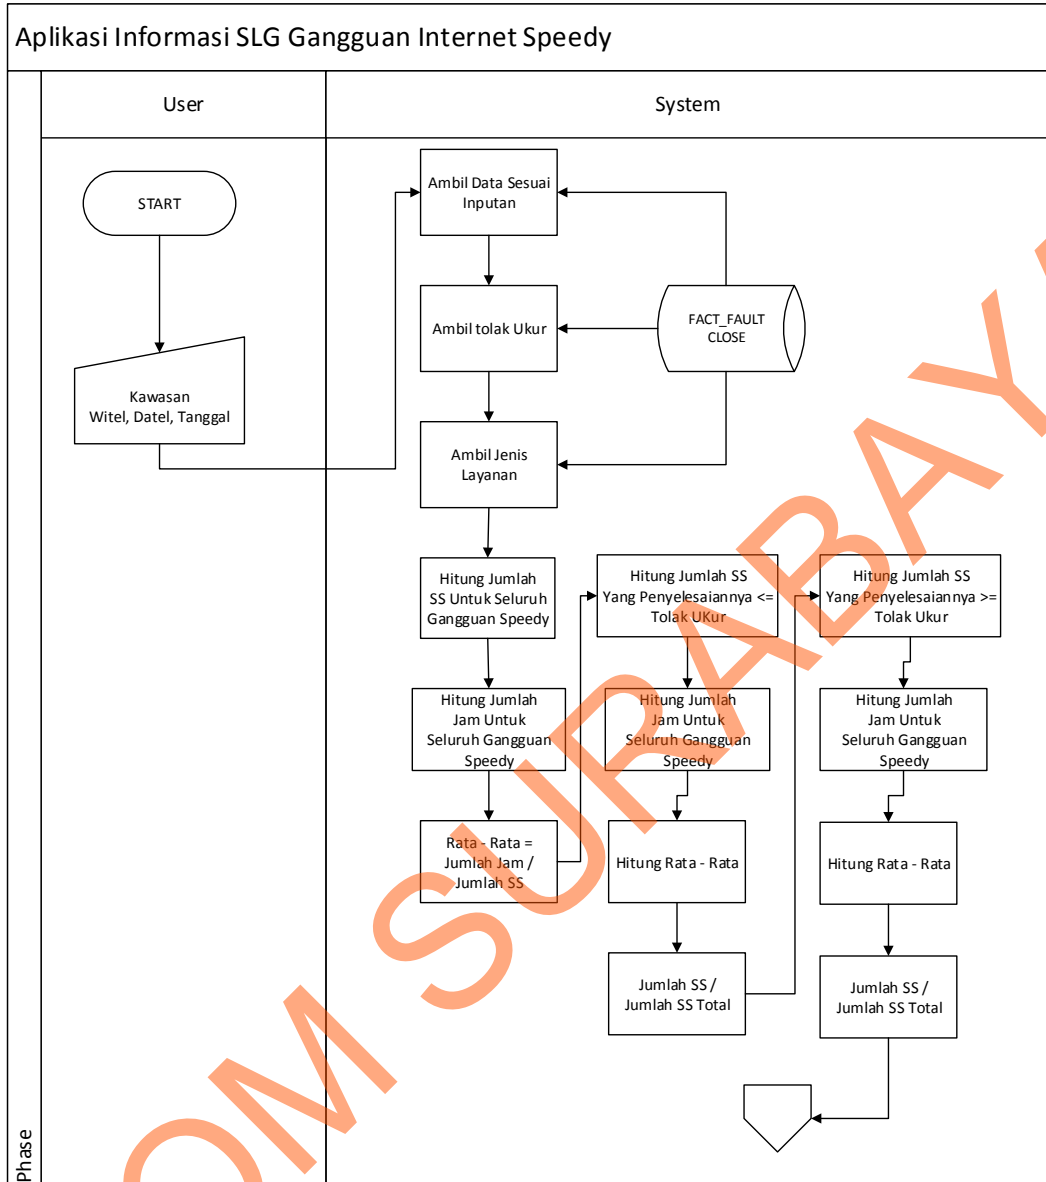 Aplikasi Informasi SLG Gangguan Internet Speedy
User
System
START
Kawasan
Witel, Datel, Tanggal
Ambil Data Sesuai
Inputan
Ambil tolak Ukur
FACT_FAULT
CLOSE
Ambil Jenis
Layanan
Hitung Jumlah
SS Untuk Seluruh
Gangguan Speedy
Hitung Jumlah
Jam Untuk
Seluruh Gangguan
Speedy
Rata - Rata =
Jumlah Jam /
Jumlah SS
Hitung Jumlah SS
Yang Penyelesaiannya <=
Tolak UKur
Hitung Jumlah
Jam Untuk
Seluruh Gangguan
Speedy
Hitung Rata - Rata
Jumlah SS /
Jumlah SS Total
Hitung Jumlah SS
Yang Penyelesaiannya >=
Tolak Ukur
Hitung Jumlah
Jam Untuk
Seluruh Gangguan
Speedy
Hitung Rata - Rata
Jumlah SS /
Jumlah SS Total
Phase
OM SURABAYA